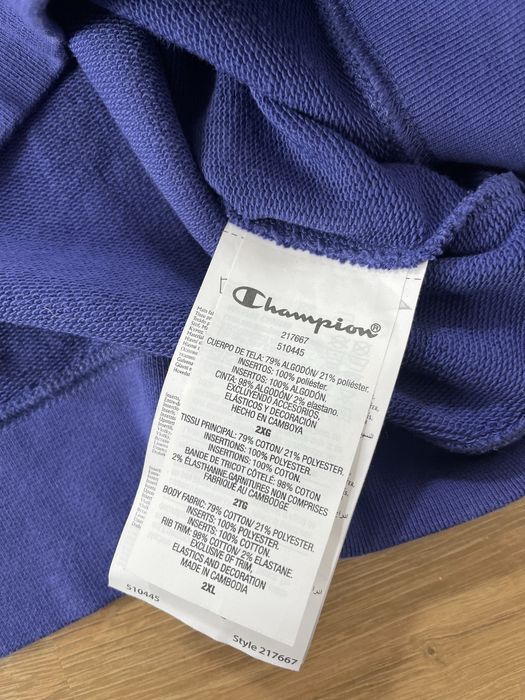 Champion®
217667
510445
CUERPO DE TELA: 79% ALGODÓN/ 21% poliéster.
INSERTOS: 100% poliéster.
INSERTOS: 100% ALGODÓN.
CINTA: 98% ALGODÓN/ 2% elastano.
EXCLUYENDO ACCESORIOS,
ELÁSTICOS Y DECORACIÓN
HECHO EN CAMBOYA
2XG
TISSU PRINCIPAL: 79% COTON/ 21% POLYESTER.
INSERTIONS: 100% POLYESTER.
INSERTIONS: 100% COTON.
BANDE DE TRICOT CÔTELÉ: 98% COTON
2% ÉLASTHANNE.GARNITURES NON COMPRISES
FABRIQUÉ AU CAMBODGE
2TG
BODY FABRIC: 79% COTTON/ 21% POLYESTER.
INSERTS: 100% POLYESTER.
INSERTS: 100% COTTON.
RIB TRIM: 98% COTTON/ 2% ELASTANE.
EXCLUSIVE OF TRIM,
ELASTICS AND DECORATION
MADE IN CAMBODIA
2XL
510445
Style 217667